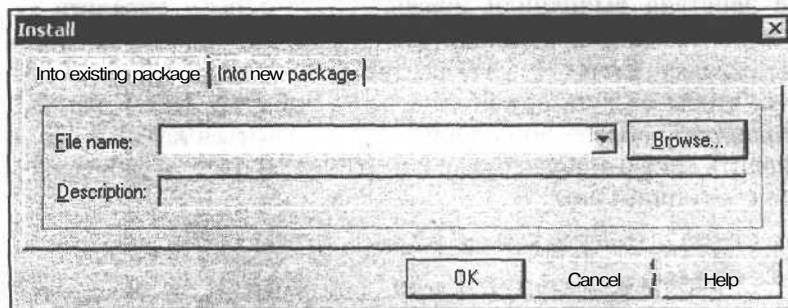 Install
Into existing package Into new package
File name: Browse...
Description:
OK Cancel Help